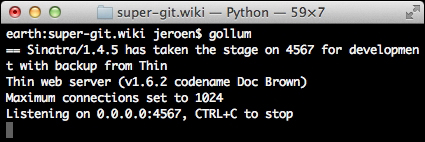 super-git.wiki — Python — 59×7
earth:super-git.wiki jeroen$ gollum
== Sinatra/1.4.5 has taken the stage on 4567 for developmen
t with backup from Thin
Thin web server (v1.6.2 codename Doc Brown)
Maximum connections set to 1024
Listening on 0.0.0.0:4567, CTRL+C to stop